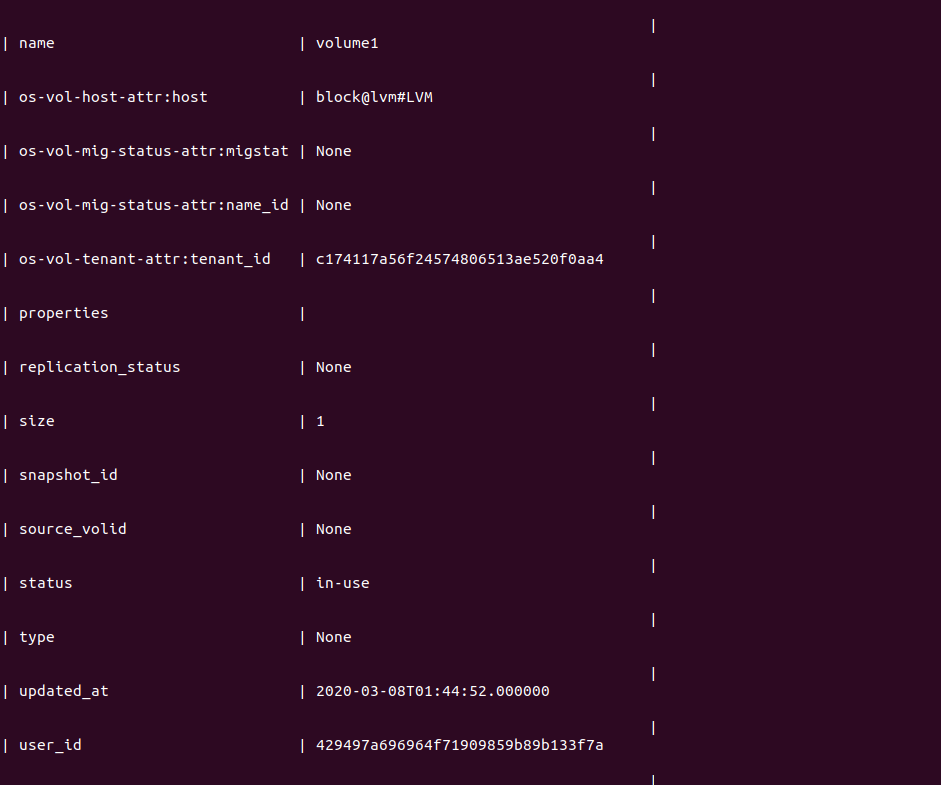 |
| name | volume1
|
| os-vol-host-attr:host | block@lvm#LVM
|
| os-vol-mig-status-attr:migstat | None
|
| os-vol-mig-status-attr:name_id | None
|
| os-vol-tenant-attr:tenant_id | c174117a56f24574806513ae520f0aa4
|
| properties |
|
| replication_status | None
|
| size | 1
|
| snapshot_id | None
|
| source_volid | None
|
| status | in-use
|
| type | None
|
| updated_at | 2020-03-08T01:44:52.000000
|
| user_id | 429497a696964f71909859b89b133f7a
|